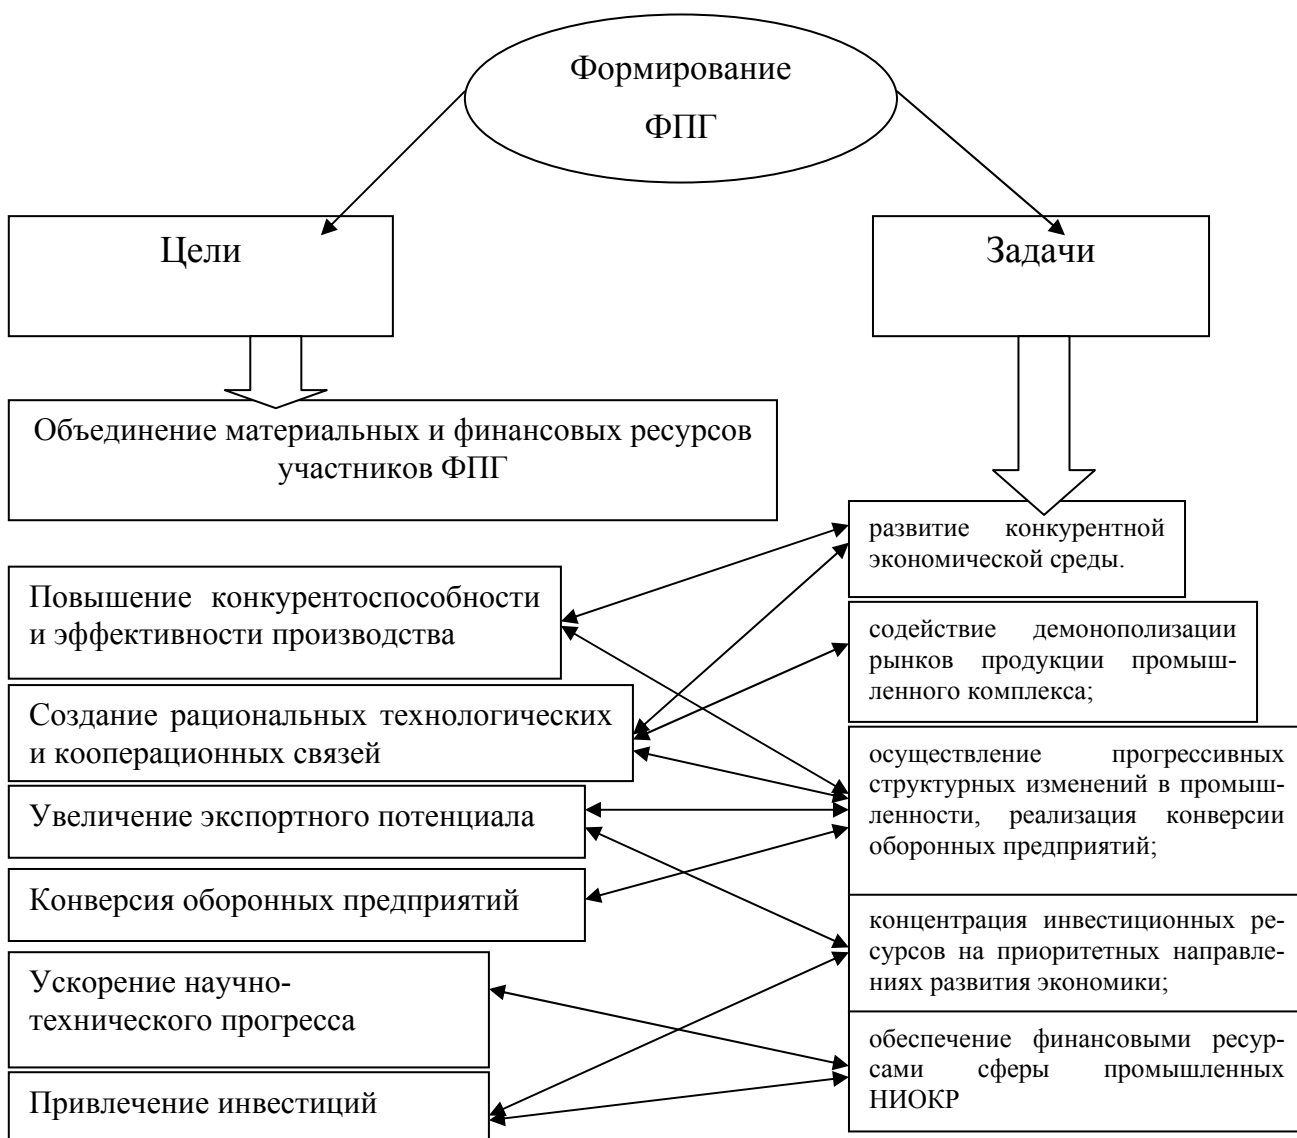 Формирование
ФПГ
Цели
Задачи
Объединение материальных и финансовых ресурсов
участников ФПГ
Повышение конкурентоспособности
и эффективности производства
Создание рациональных технологических
и кооперационных связей
Увеличение экспортного потенциала
Конверсия оборонных предприятий
Ускорение научно-
технического прогресса
Привлечение инвестиций
развитие конкурентной
экономической среды.
содействие демонополизации
рынков продукции промыш-
ленного комплекса;
осуществление прогрессивных
структурных изменений в промыш-
ленности, реализация конверсии
оборонных предприятий;
концентрация инвестиционных ре-
сурсов на приоритетных направле-
ниях развития экономики;
обеспечение финансовыми ресур-
сами сферы промышленных
НИОКР